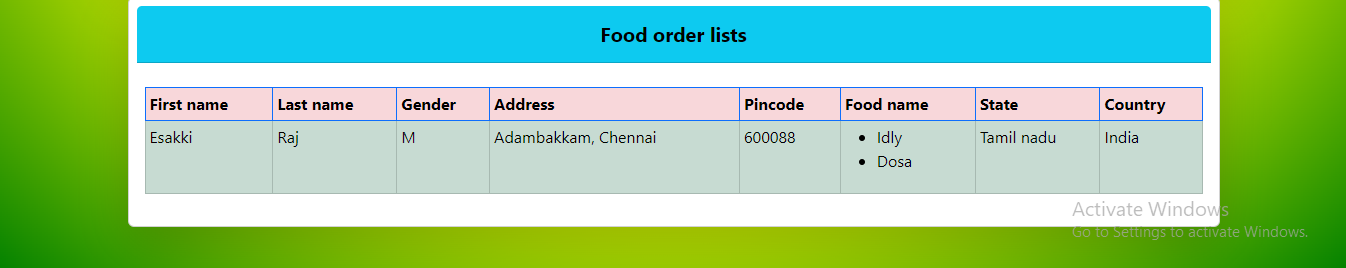 Food order lists
First name Last name Gender Address Pincode Food name State Country
Esakki Raj M Adambakkam, Chennai 600088 Idly Tamil nadu India
Dosa
Activate Windows
Go to Settings to activate Windows.